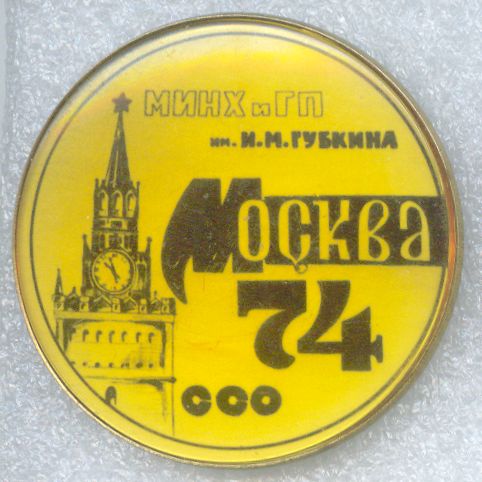 МИНХ и ГП
им. И.М.ГУБКИНА
МОСКВА
74
ССО